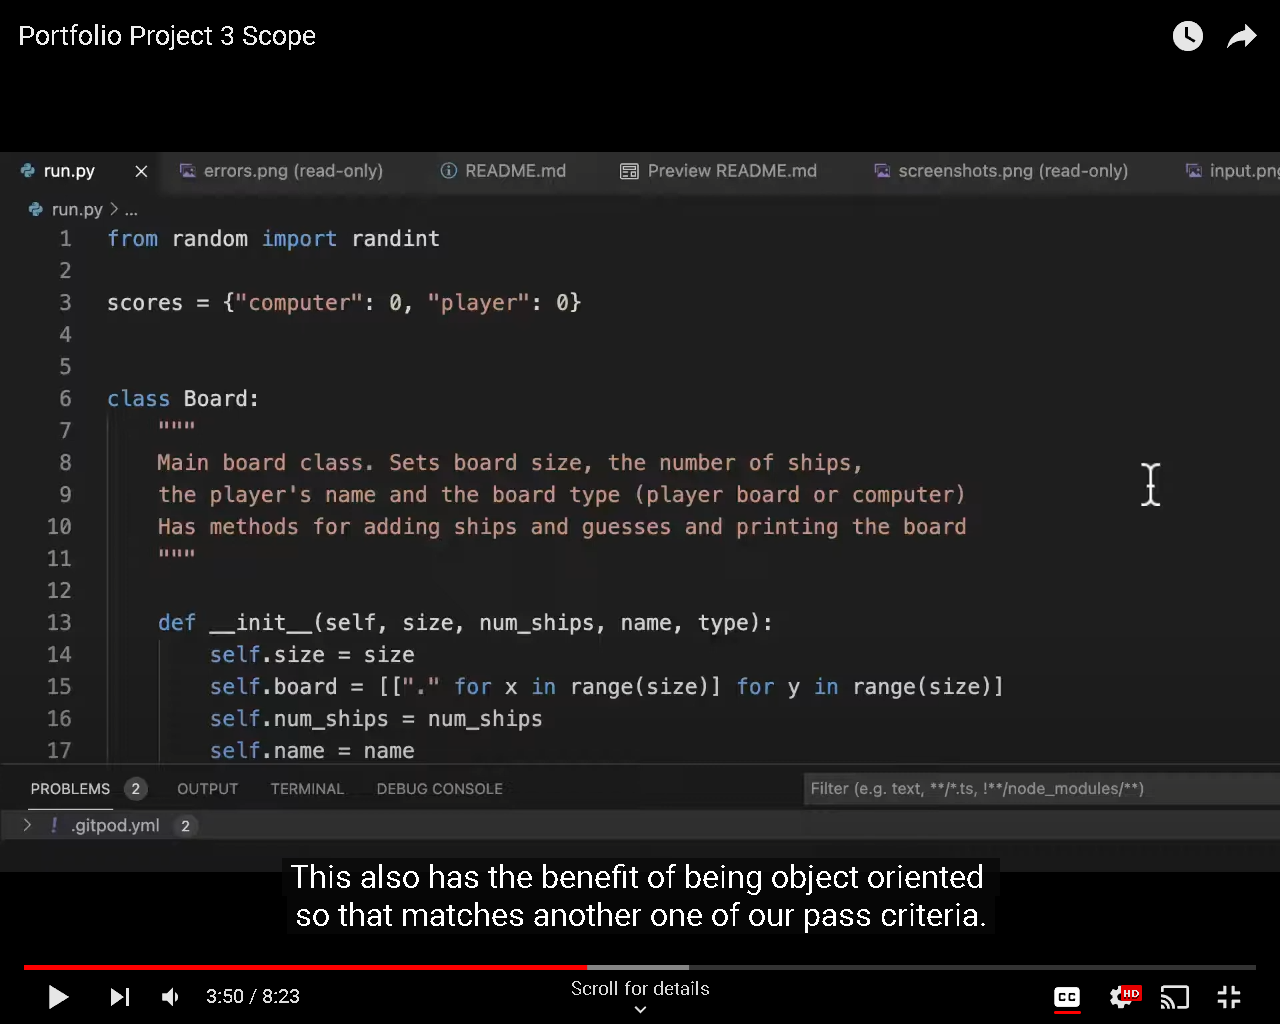 Portfolio Project 3 Scope
run.py errors.png (read-only) README.md Preview README.md screenshots.png (read-only)
run.py > ...
1 from random import randint
2
3 scores = {"computer": 0, "player": 0}
4
5
6 class Board:
7 """
8 Main board class. Sets board size, the number of ships,
9 the player's name and the board type (player board or computer)
10 Has methods for adding ships and guesses and printing the board
11 """
12
13 def __init__(self, size, num_ships, name, type):
14 self.size = size
15 self.board = [["." for x in range(size)] for y in range(size)]
16 self.num_ships = num_ships
17 self.name = name
PROBLEMS 2 OUTPUT TERMINAL DEBUG CONSOLE Filter (e.g. text, **/*.ts, !**/node_modules/**)
> ! .gitpod.yml 2
This also has the benefit of being object oriented
so that matches another one of our pass criteria.
3:50 / 8:23 Scroll for details CC HD